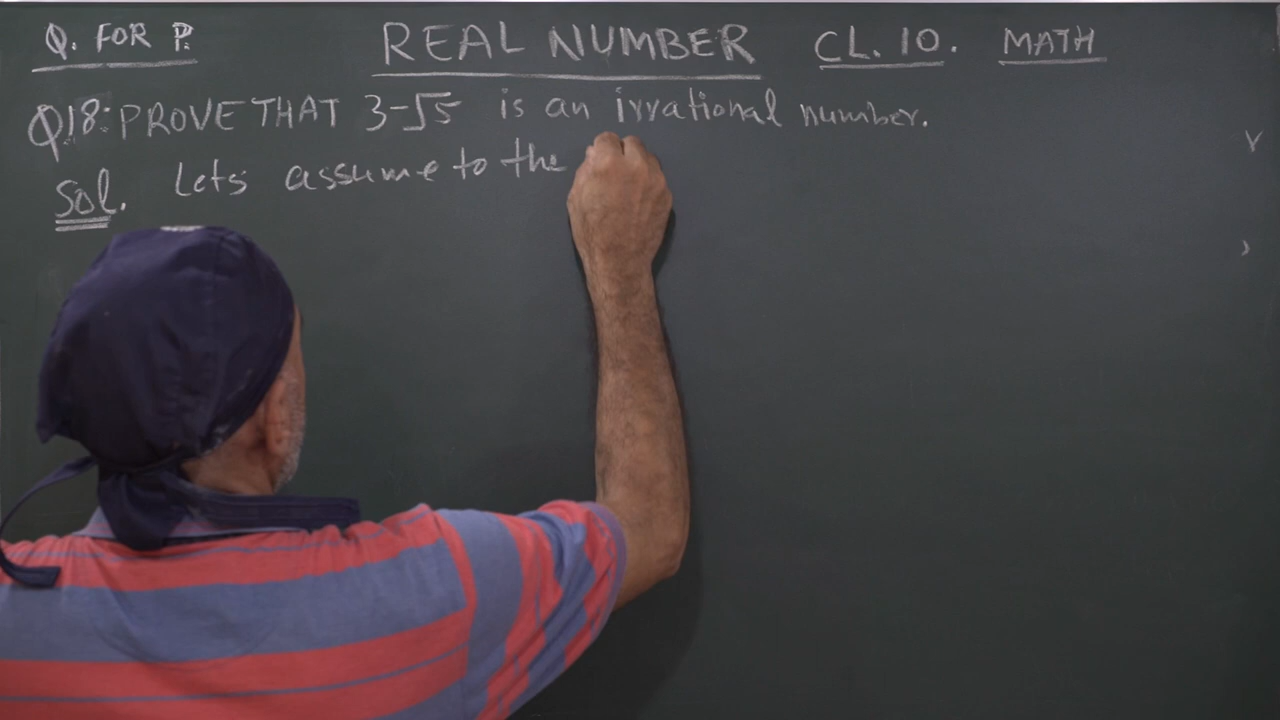 Q. FOR P. REAL NUMBER CL. 10. MATH
Q18: PROVE THAT 3-√5 is an irrational number.
Sol. Lets assume to the